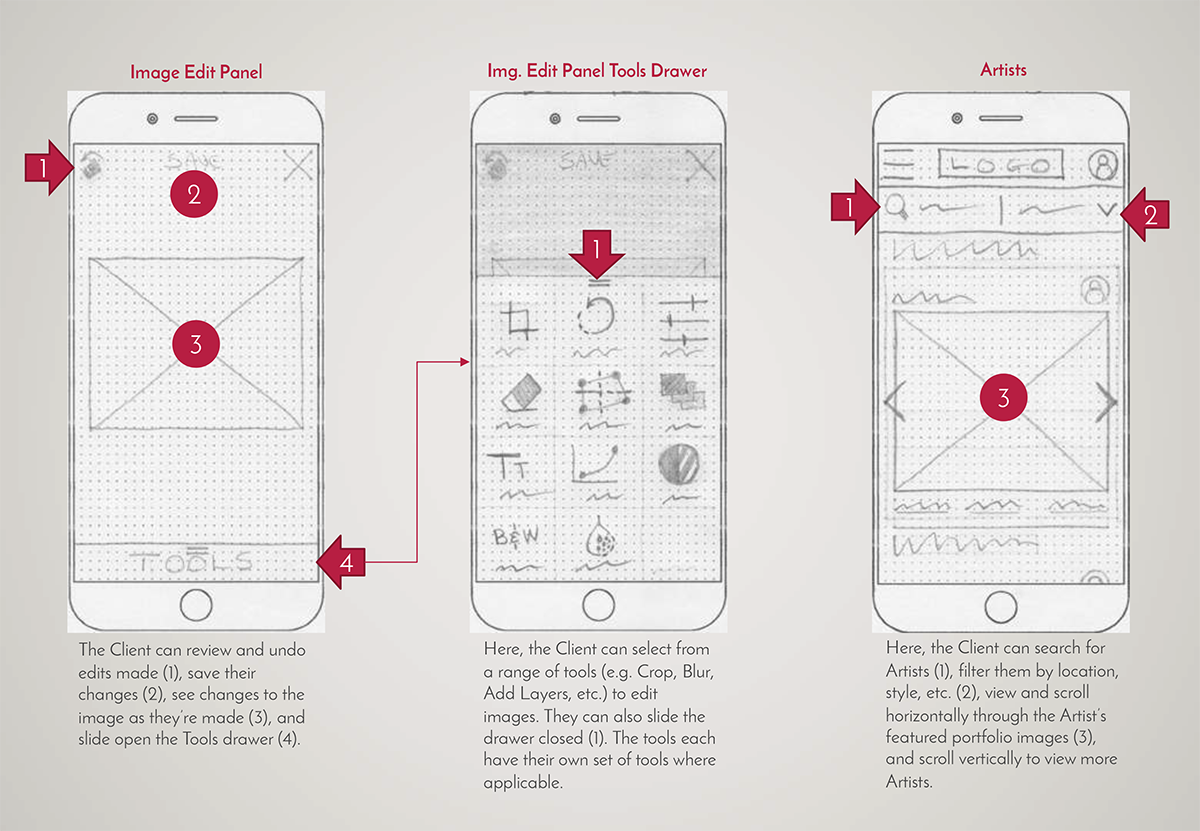 Image Edit Panel
1
SAVE
2
3
TOOLS
4
The Client can review and undo
edits made (1), save their
changes (2), see changes to the
image as they're made (3), and
slide open the Tools drawer (4).
Img. Edit Panel Tools Drawer
SAVE
1
TT
B&W
Here, the Client can select from
a range of tools (e.g. Crop, Blur,
Add Layers, etc.) to edit
images. They can also slide the
drawer closed (1). The tools each
have their own set of tools where
applicable.
Artists
LOGO
1
2
3
Here, the Client can search for
Artists (1), filter them by location,
style, etc. (2), view and scroll
horizontally through the Artist's
featured portfolio images (3),
and scroll vertically to view more
Artists.